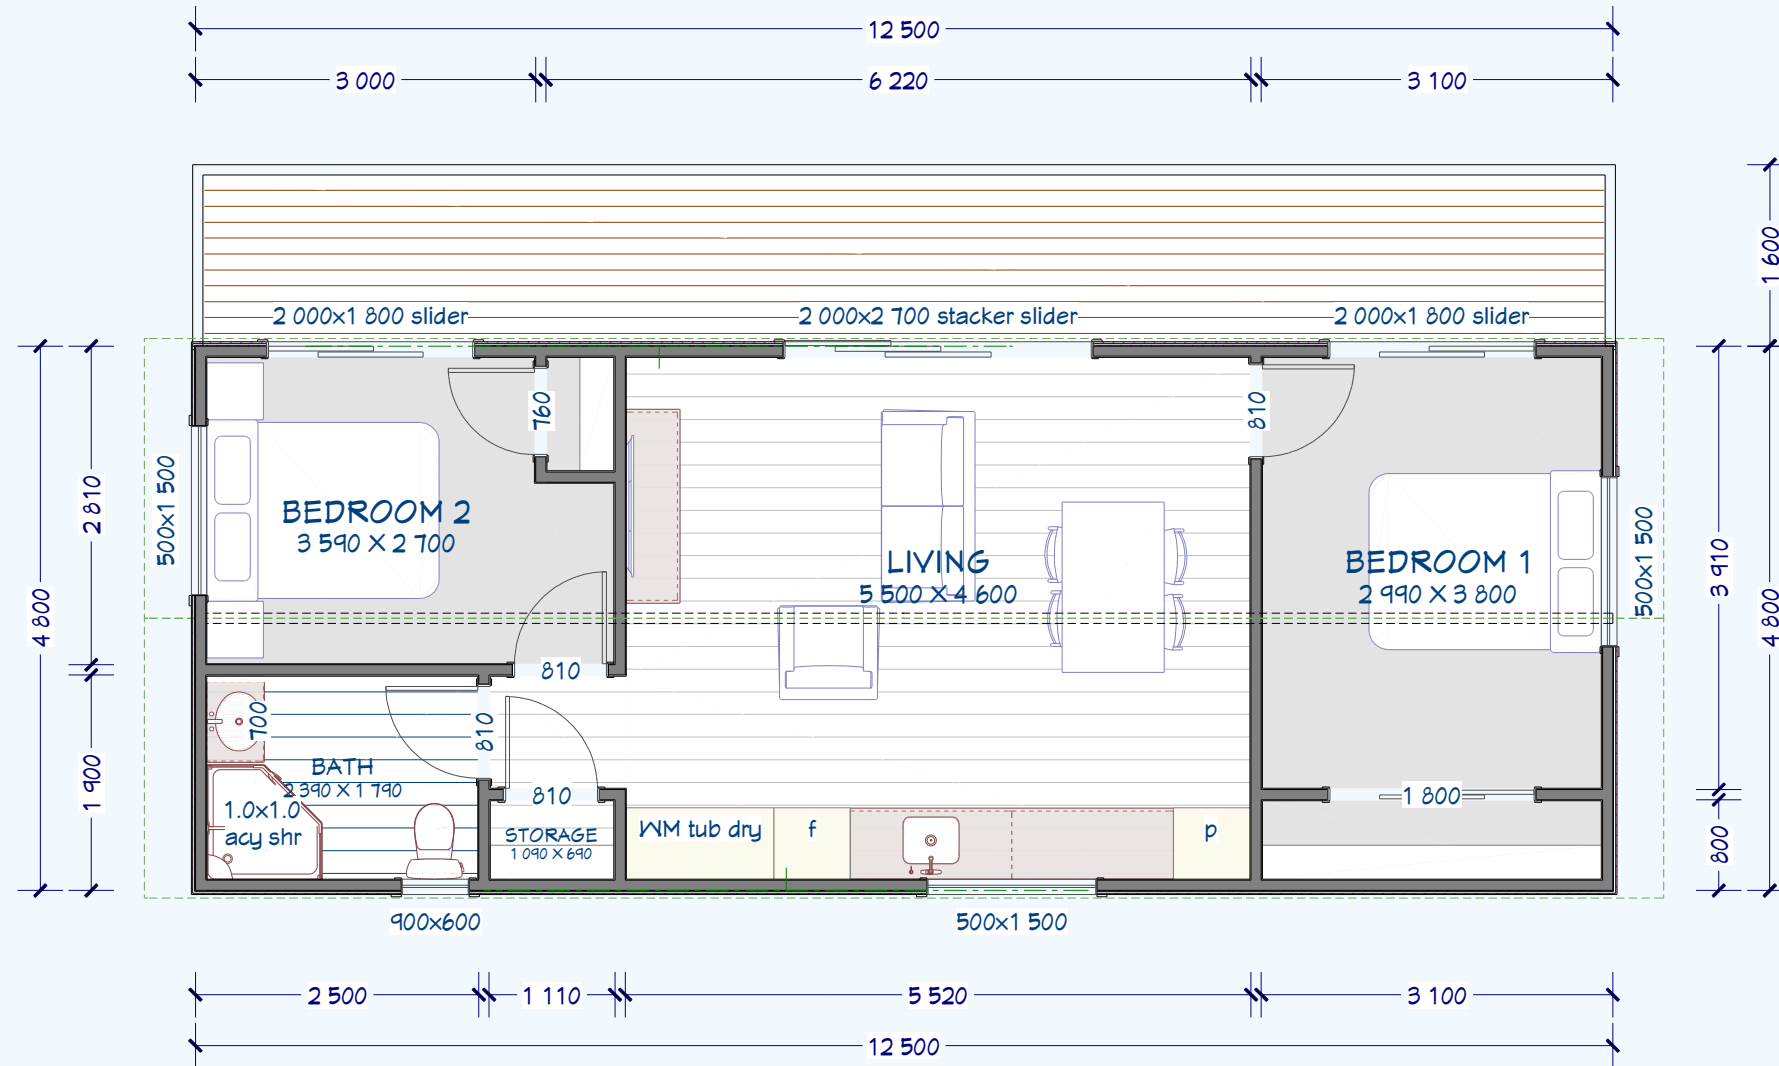 12 500
3 000
6 220
3 100
1 600
2 000x1 800 slider
2 000x2 700 stacker slider
2 000x1 800 slider
760
810
2 810
500x1 500
BEDROOM 2
3 590 X 2 700
LIVING
5 500 X 4 600
BEDROOM 1
2 990 X 3 800
500x1 500
3 910
4 800
4 800
810
700
810
BATH
2 390 X 1 790
1 900
1.0x1.0
acy shr
810
STORAGE
1 090 X 690
WM tub dry
f
p
1 800
800
900x600
500x1 500
2 500
1 110
5 520
3 100
12 500